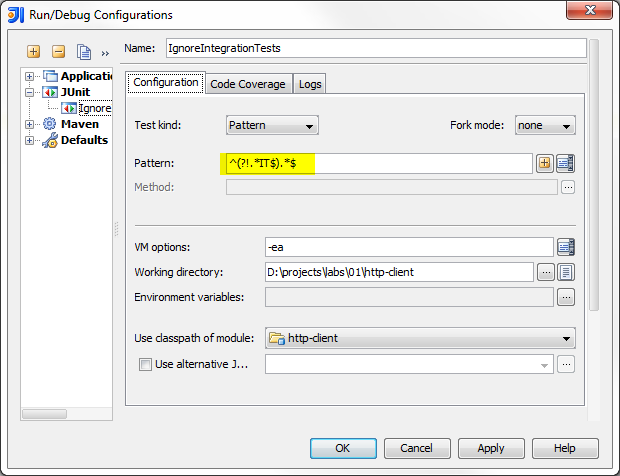 Run/Debug Configurations
Name: IgnoreIntegrationTests
Applicatio
JUnit
Ignore
Maven
Defaults
Configuration Code Coverage Logs
Test kind: Pattern Fork mode: none
Pattern: ^(?!.*IT$).*$
Method:
VM options: -ea
Working directory: D:\projects\labs\01\http-client
Environment variables:
Use classpath of module: http-client
Use alternative J...
OK Cancel Apply Help